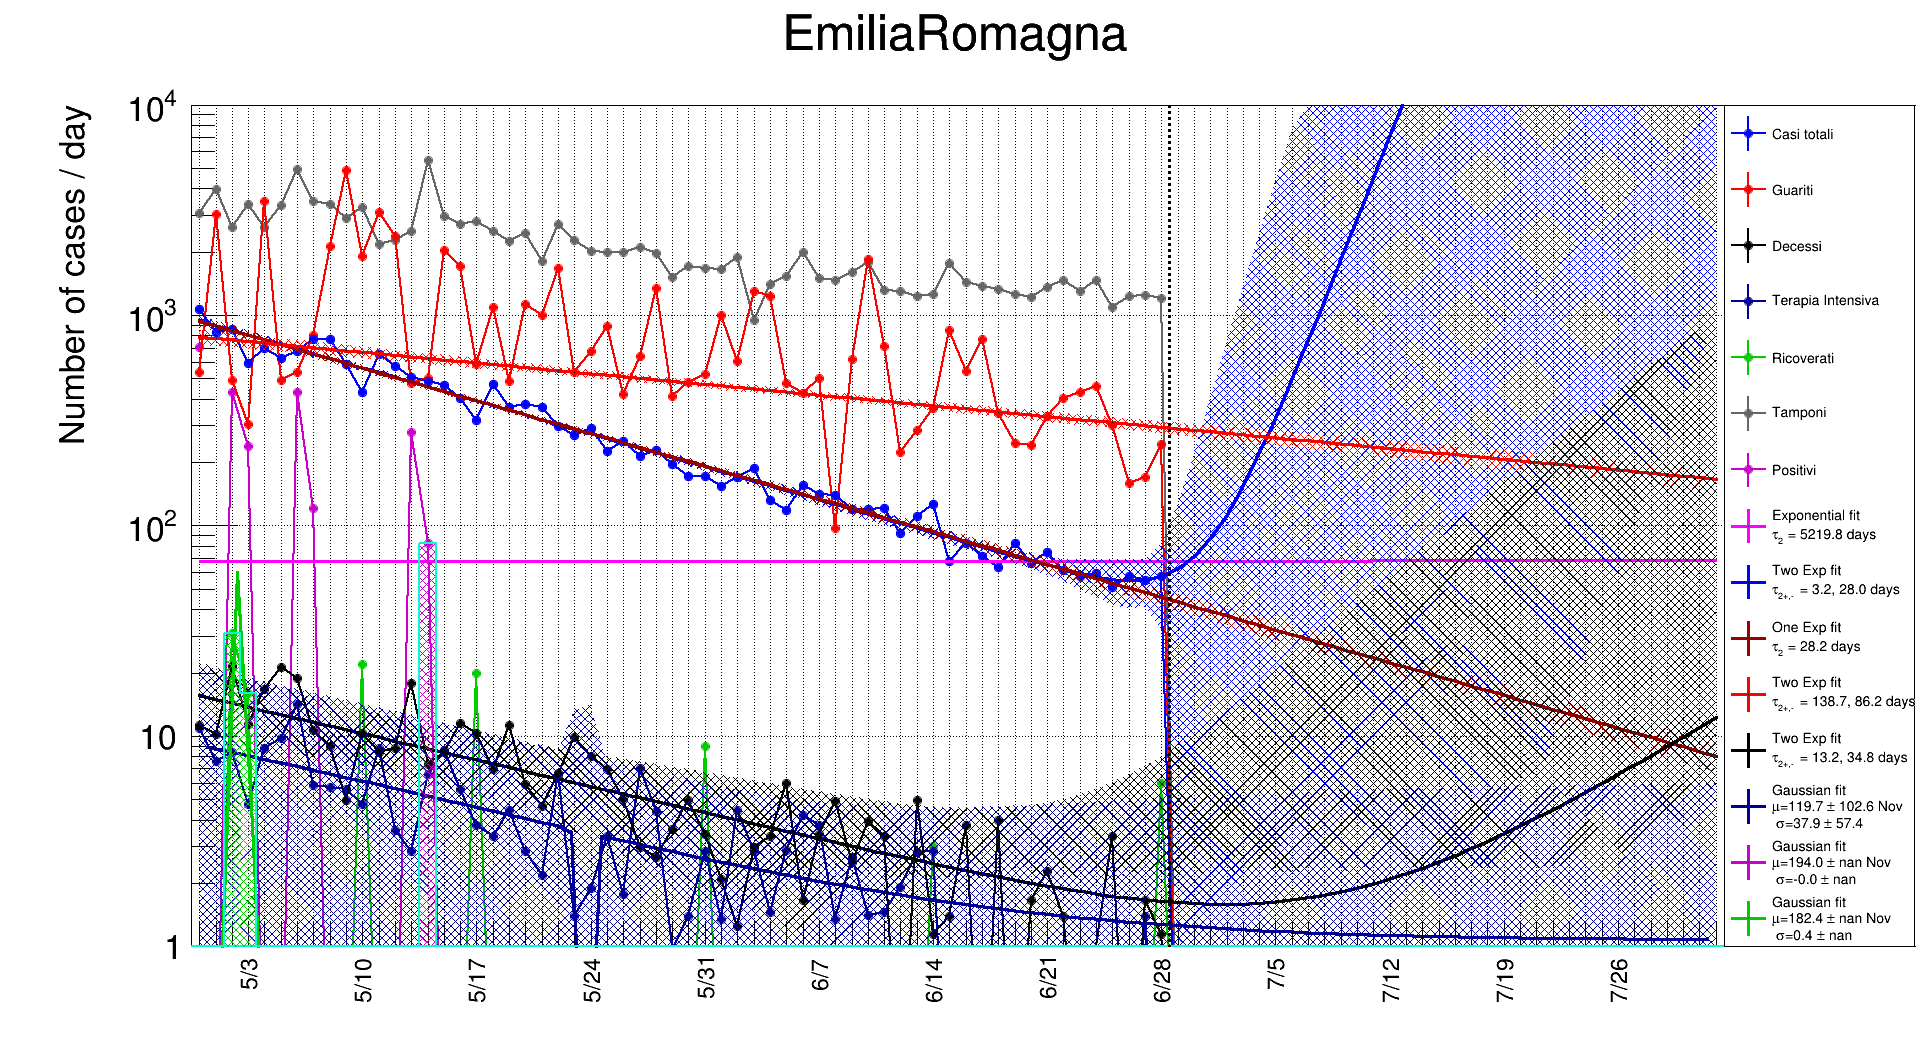 EmiliaRomagna
Number of cases / day
10⁴
10³
10²
10
1
5/3
5/10
5/17
5/24
5/31
6/7
6/14
6/21
6/28
7/5
7/12
7/19
7/26
Casi totali
Guariti
Decessi
Terapia Intensiva
Ricoverati
Tamponi
Positivi
Exponential fit
τ₂ = 5219.8 days
Two Exp fit
τ₂₊,₋ = 3.2, 28.0 days
One Exp fit
τ₂ = 28.2 days
Two Exp fit
τ₂₊,₋ = 138.7, 86.2 days
Two Exp fit
τ₂₊,₋ = 13.2, 34.8 days
Gaussian fit
μ=119.7 ± 102.6 Nov
σ=37.9 ± 57.4
Gaussian fit
μ=194.0 ± nan Nov
σ=-0.0 ± nan
Gaussian fit
μ=182.4 ± nan Nov
σ=0.4 ± nan